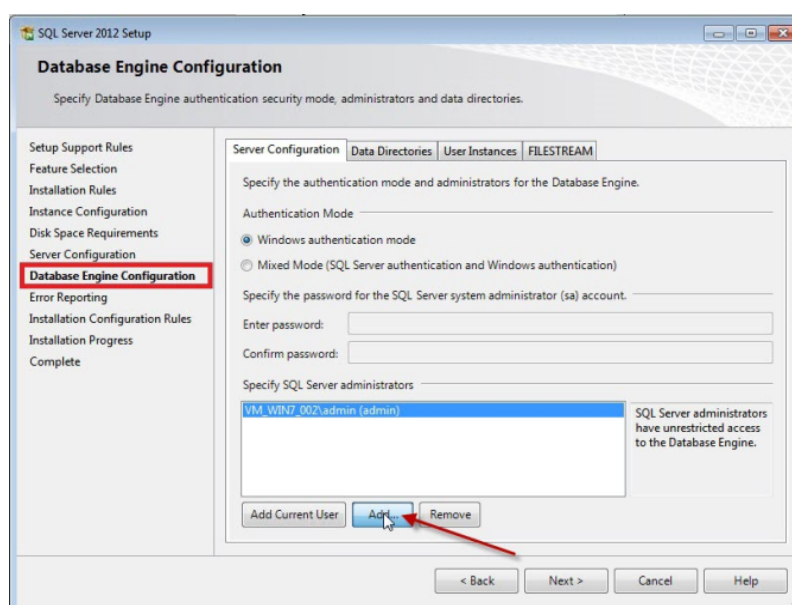 SQL Server 2012 Setup
Database Engine Configuration
Specify Database Engine authentication security mode, administrators and data directories.
Setup Support Rules
Feature Selection
Installation Rules
Instance Configuration
Disk Space Requirements
Server Configuration
Database Engine Configuration
Error Reporting
Installation Configuration Rules
Installation Progress
Complete
Server Configuration Data Directories User Instances FILESTREAM
Specify the authentication mode and administrators for the Database Engine.
Authentication Mode
Windows authentication mode
Mixed Mode (SQL Server authentication and Windows authentication)
Specify the password for the SQL Server system administrator (sa) account.
Enter password:
Confirm password:
Specify SQL Server administrators
VM_WIN7_002\admin (admin)
SQL Server administrators
have unrestricted access
to the Database Engine.
Add Current User Add... Remove
< Back Next > Cancel Help